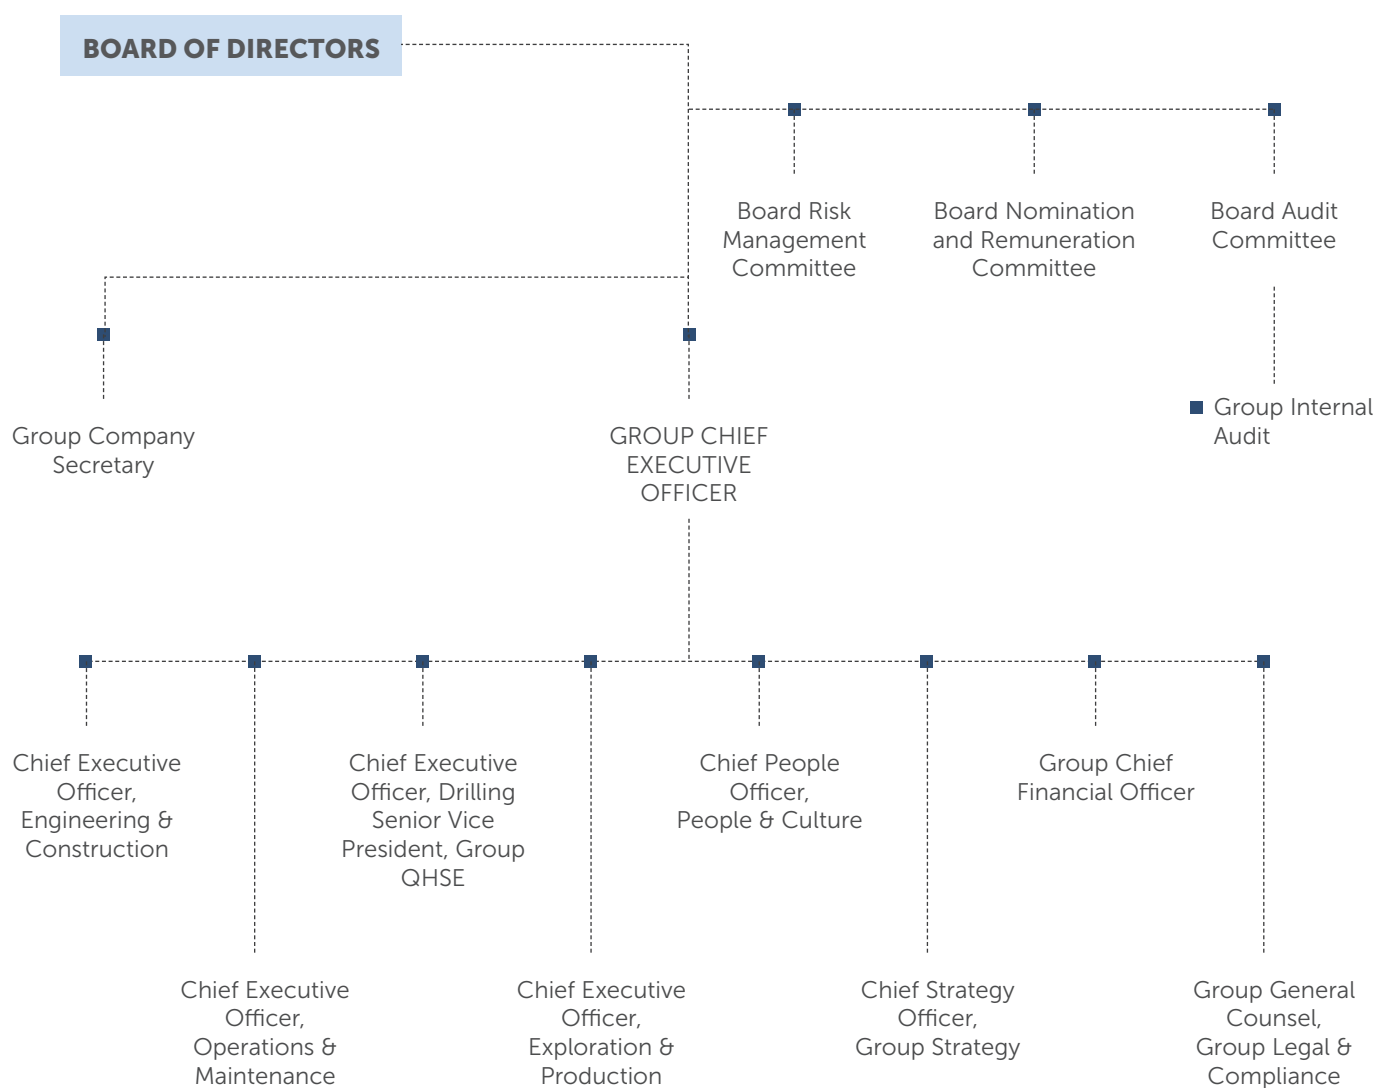 BOARD OF DIRECTORS
Board Risk
Management
Committee
Board Nomination
and Remuneration
Committee
Board Audit
Committee
Group Internal
Audit
Group Company
Secretary
GROUP CHIEF
EXECUTIVE
OFFICER
Chief Executive
Officer,
Engineering &
Construction
Chief Executive
Officer, Drilling
Senior Vice
President, Group
QHSE
Chief People
Officer,
People & Culture
Group Chief
Financial Officer
Chief Executive
Officer,
Operations &
Maintenance
Chief Executive
Officer,
Exploration &
Production
Chief Strategy
Officer,
Group Strategy
Group General
Counsel,
Group Legal &
Compliance